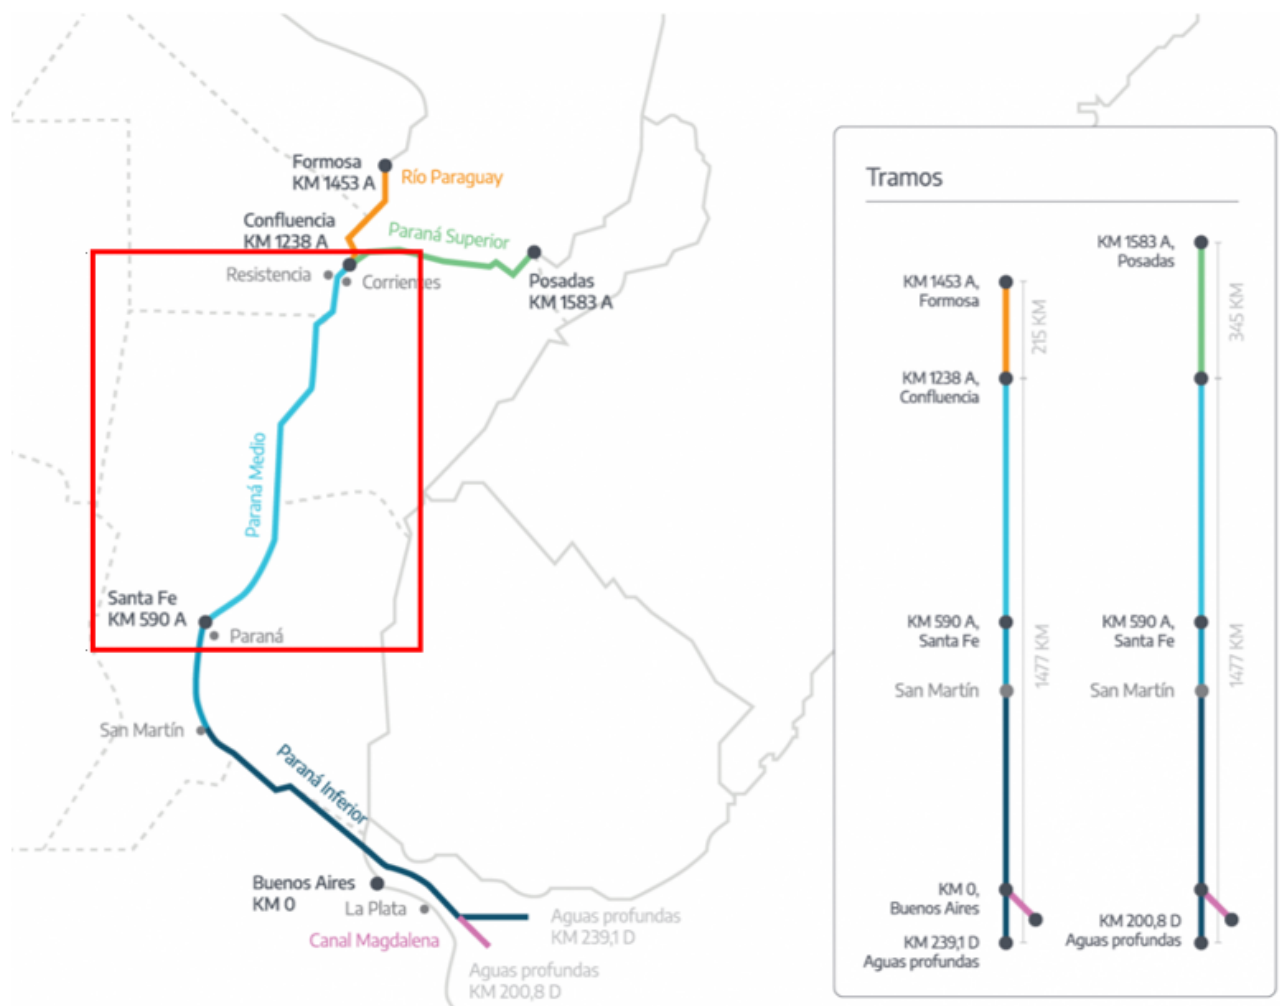 Formosa
KM 1453 A
Río Paraguay
Confluencia
KM 1238 A
Paraná Superior
Resistencia
Corrientes
Posadas
KM 1583 A
Paraná Medio
Santa Fe
KM 590 A
Paraná
San Martín
Paraná Inferior
Buenos Aires
KM 0
La Plata
Canal Magdalena
Aguas profundas
KM 239,1 D
Aguas profundas
KM 200,8 D
Tramos
KM 1453 A,
Formosa
215 KM
KM 1238 A,
Confluencia
KM 590 A,
Santa Fe
1477 KM
San Martín
KM 0,
Buenos Aires
KM 239,1 D
Aguas profundas
KM 1583 A,
Posadas
345 KM
KM 590 A,
Santa Fe
1477 KM
San Martín
KM 200,8 D
Aguas profundas